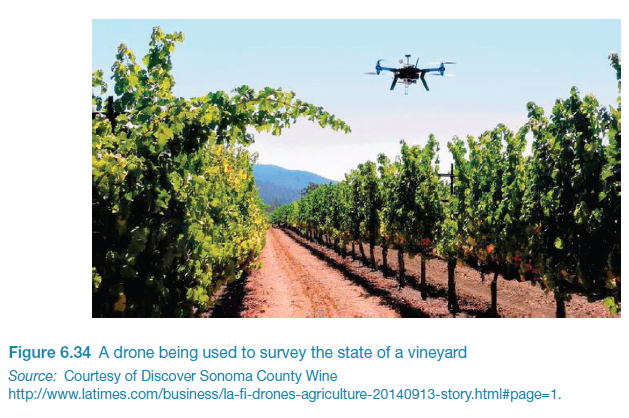 Figure 6.34 A drone being used to survey the state of a vineyard
Source: Courtesy of Discover Sonoma County Wine
http://www.latimes.com/business/la-fi-drones-agriculture-20140913-story.html#page=1.